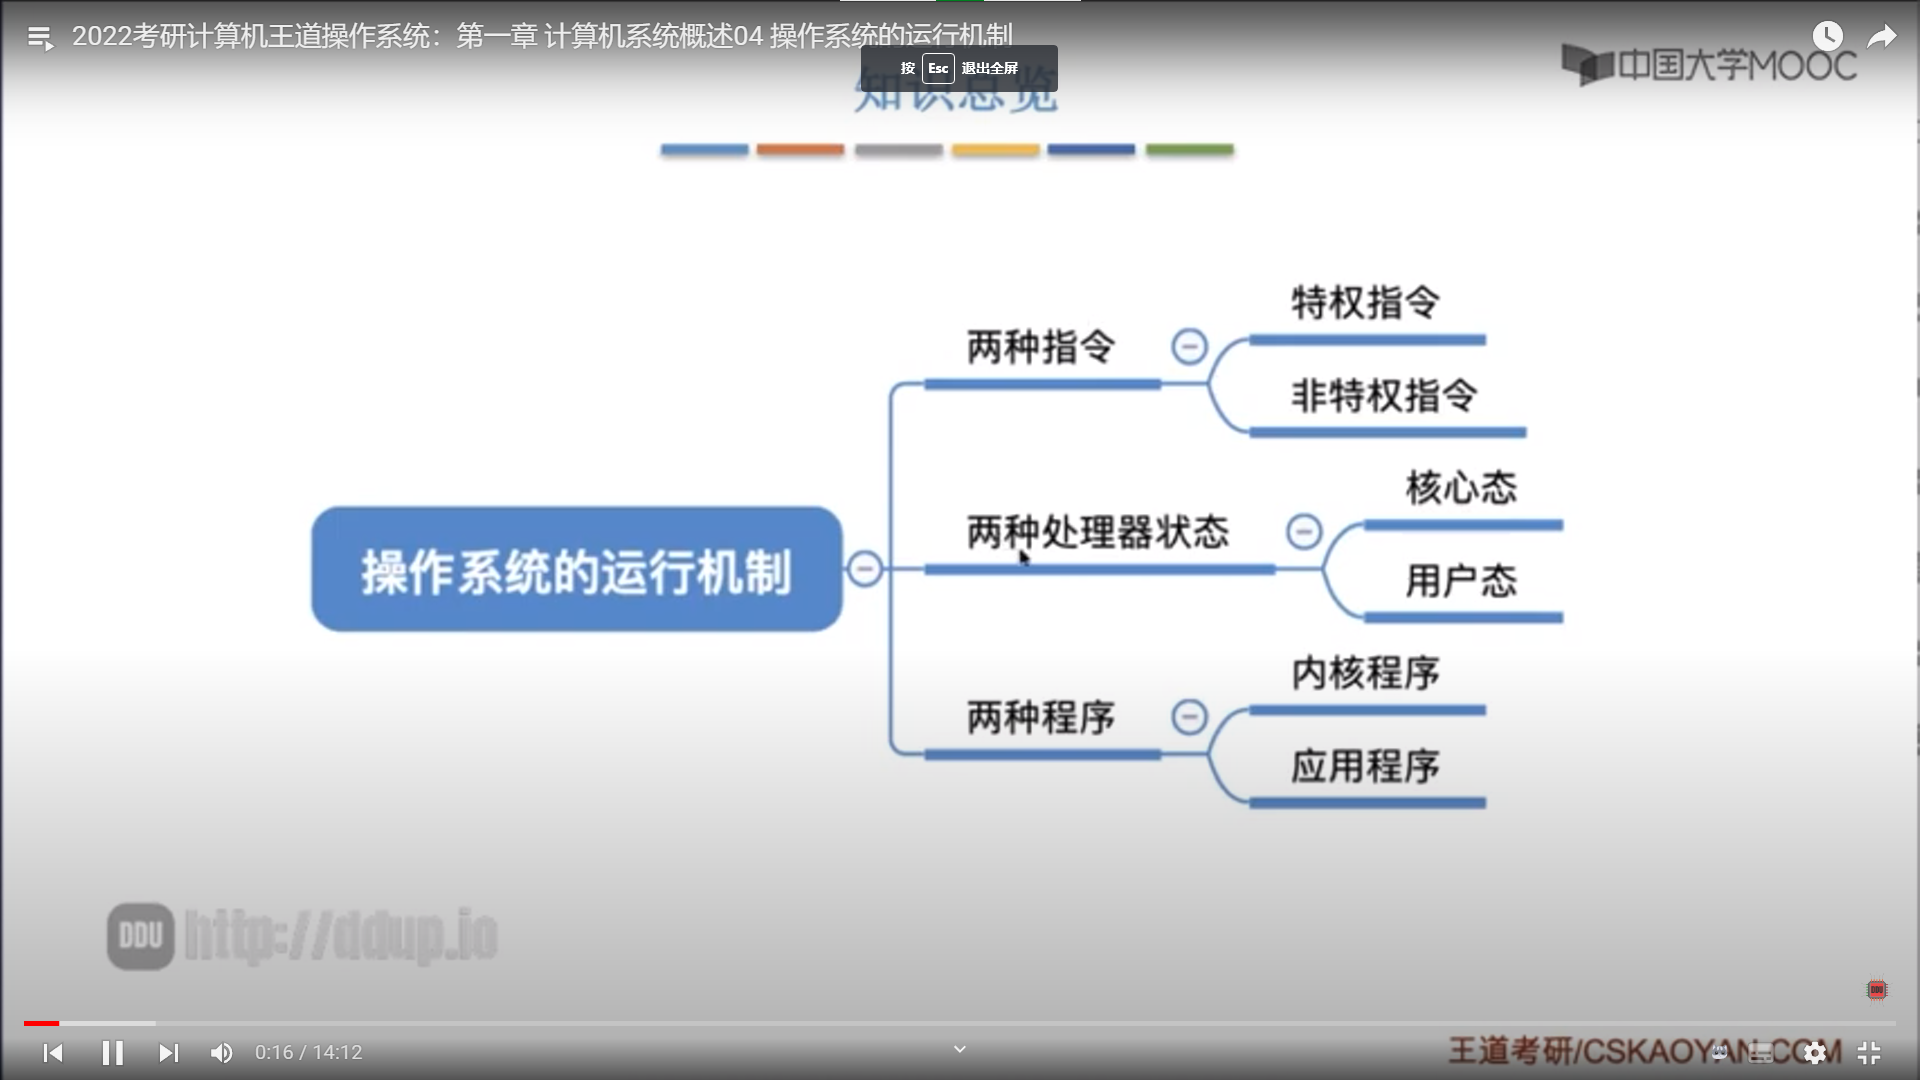 2022考研计算机王道操作系统：第一章 计算机系统概述04 操作系统的运行机制
按 Esc 退出全屏
中国大学MOOC
知识总览
特权指令
两种指令
非特权指令
核心态
两种处理器状态
用户态
操作系统的运行机制
内核程序
两种程序
应用程序
DDU http://ddup.io
DDU
0:16 / 14:12
王道考研/CSKAOYAN.COM